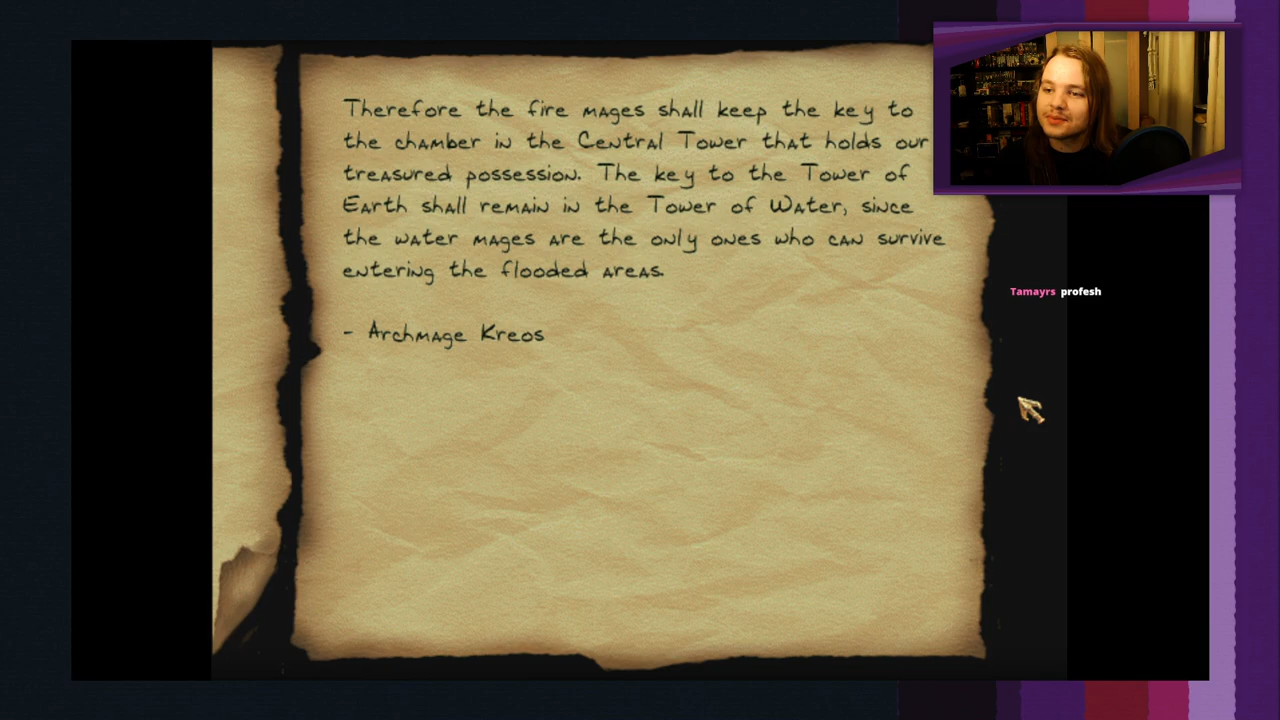 Therefore the fire mages shall keep the key to
the chamber in the Central Tower that holds our
treasured possession. The key to the Tower of
Earth shall remain in the Tower of Water, since
the water mages are the only ones who can survive
entering the flooded areas.
- Archmage Kreos
Tamayrs profesh